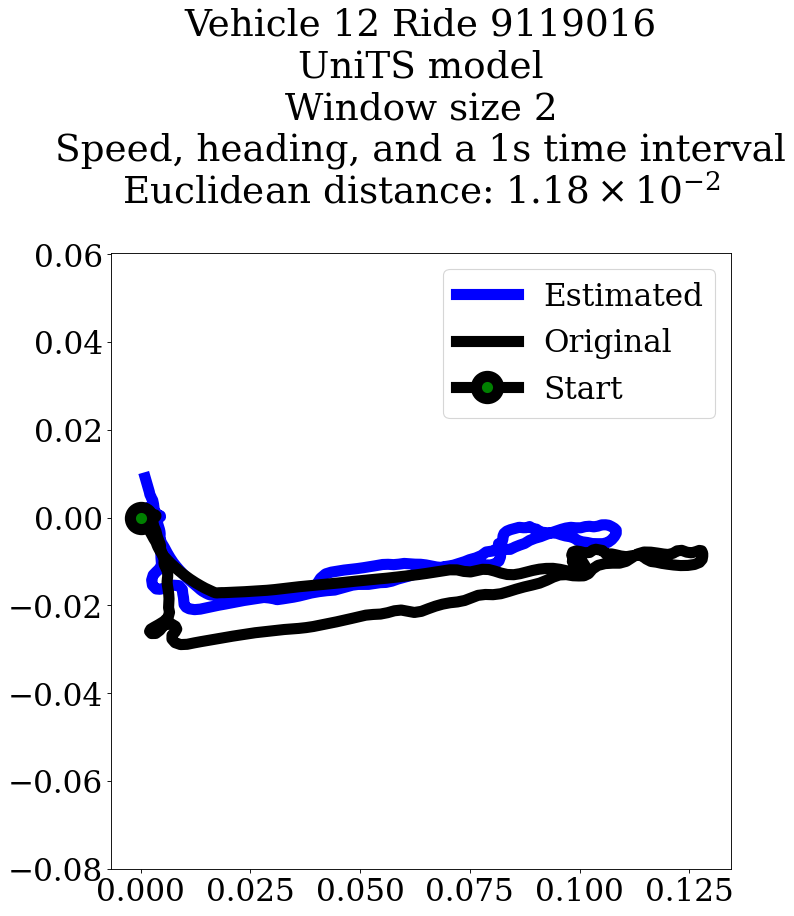 Vehicle 12 Ride 9119016
UniTS model
Window size 2
Speed, heading, and a 1s time interval
Euclidean distance: 1.18 × 10⁻²
0.06
Estimated
Original
Start
0.04
0.02
0.00
−0.02
−0.04
−0.06
−0.08
0.000 0.025 0.050 0.075 0.100 0.125